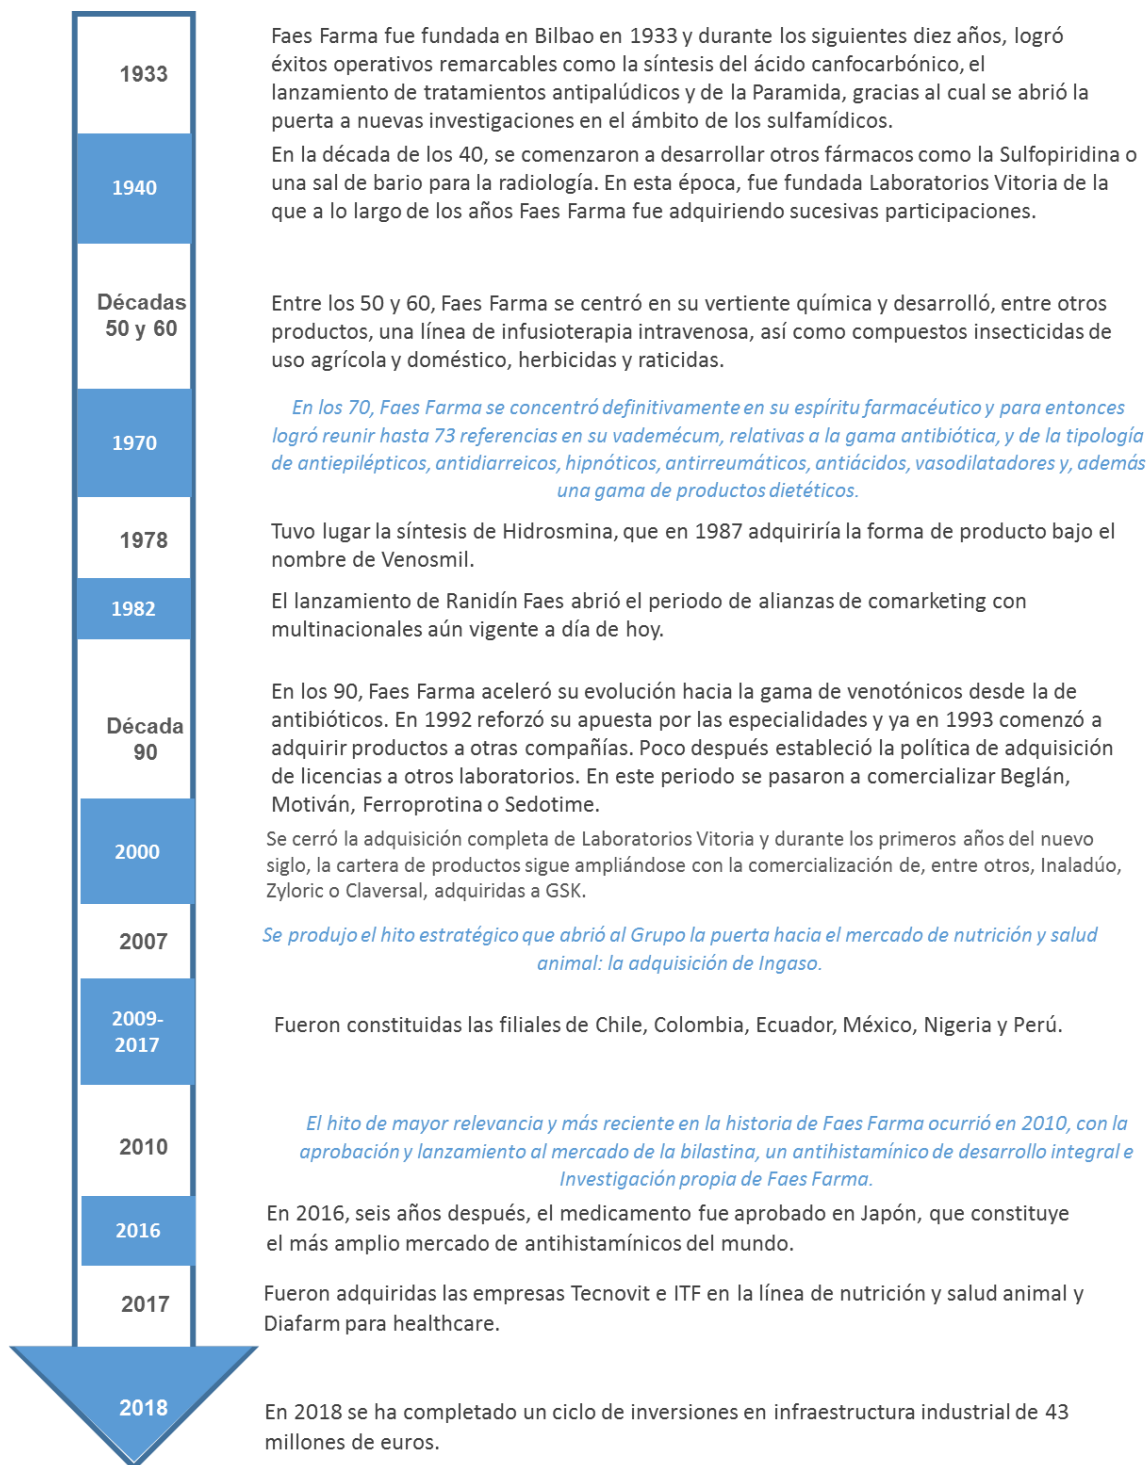 1933
Faes Farma fue fundada en Bilbao en 1933 y durante los siguientes diez años, logró
éxitos operativos remarcables como la síntesis del ácido canfocarbónico, el
lanzamiento de tratamientos antipalúdicos y de la Paramida, gracias al cual se abrió la
puerta a nuevas investigaciones en el ámbito de los sulfamídicos.
1940
En la década de los 40, se comenzaron a desarrollar otros fármacos como la Sulfopiridina o
una sal de bario para la radiología. En esta época, fue fundada Laboratorios Vitoria de la
que a lo largo de los años Faes Farma fue adquiriendo sucesivas participaciones.
Décadas
50 y 60
Entre los 50 y 60, Faes Farma se centró en su vertiente química y desarrolló, entre otros
productos, una línea de infusioterapia intravenosa, así como compuestos insecticidas de
uso agrícola y doméstico, herbicidas y raticidas.
1970
En los 70, Faes Farma se concentró definitivamente en su espíritu farmacéutico y para entonces
logró reunir hasta 73 referencias en su vademécum, relativas a la gama antibiótica, y de la tipología
de antiepilépticos, antidiarreicos, hipnóticos, antirreumáticos, antiácidos, vasodilatadores y, además
una gama de productos dietéticos.
1978
Tuvo lugar la síntesis de Hidrosmina, que en 1987 adquiriría la forma de producto bajo el
nombre de Venosmil.
1982
El lanzamiento de Ranidín Faes abrió el periodo de alianzas de comarketing con
multinacionales aún vigente a día de hoy.
Década
90
En los 90, Faes Farma aceleró su evolución hacia la gama de venotónicos desde la de
antibióticos. En 1992 reforzó su apuesta por las especialidades y ya en 1993 comenzó a
adquirir productos a otras compañías. Poco después estableció la política de adquisición
de licencias a otros laboratorios. En este periodo se pasaron a comercializar Beglán,
Motiván, Ferroprotina o Sedotime.
2000
Se cerró la adquisición completa de Laboratorios Vitoria y durante los primeros años del nuevo
siglo, la cartera de productos sigue ampliándose con la comercialización de, entre otros, Inaladúo,
Zyloric o Claversal, adquiridas a GSK.
2007
Se produjo el hito estratégico que abrió al Grupo la puerta hacia el mercado de nutrición y salud
animal: la adquisición de Ingaso.
2009-
2017
Fueron constituidas las filiales de Chile, Colombia, Ecuador, México, Nigeria y Perú.
2010
El hito de mayor relevancia y más reciente en la historia de Faes Farma ocurrió en 2010, con la
aprobación y lanzamiento al mercado de la bilastina, un antihistamínico de desarrollo integral e
Investigación propia de Faes Farma.
2016
En 2016, seis años después, el medicamento fue aprobado en Japón, que constituye
el más amplio mercado de antihistamínicos del mundo.
2017
Fueron adquiridas las empresas Tecnovit e ITF en la línea de nutrición y salud animal y
Diafarm para healthcare.
2018
En 2018 se ha completado un ciclo de inversiones en infraestructura industrial de 43
millones de euros.